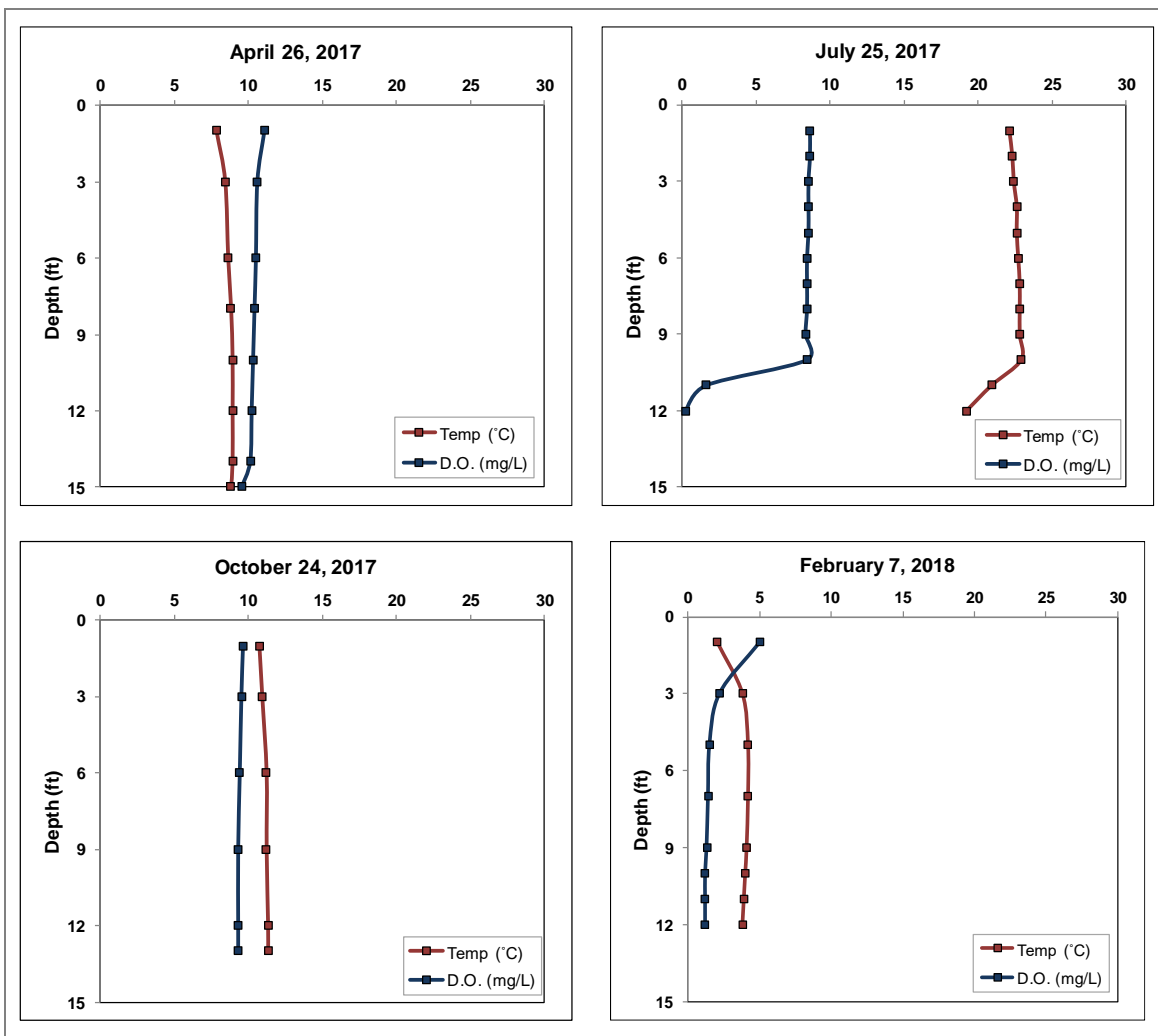 April 26, 2017
0 5 10 15 20 25 30
0
3
6
9
12
15
Depth (ft)
Temp (˚C)
D.O. (mg/L)
July 25, 2017
0 5 10 15 20 25 30
0
3
6
9
12
15
Depth (ft)
Temp (˚C)
D.O. (mg/L)
October 24, 2017
0 5 10 15 20 25 30
0
3
6
9
12
15
Depth (ft)
Temp (˚C)
D.O. (mg/L)
February 7, 2018
0 5 10 15 20 25 30
0
3
6
9
12
15
Depth (ft)
Temp (˚C)
D.O. (mg/L)